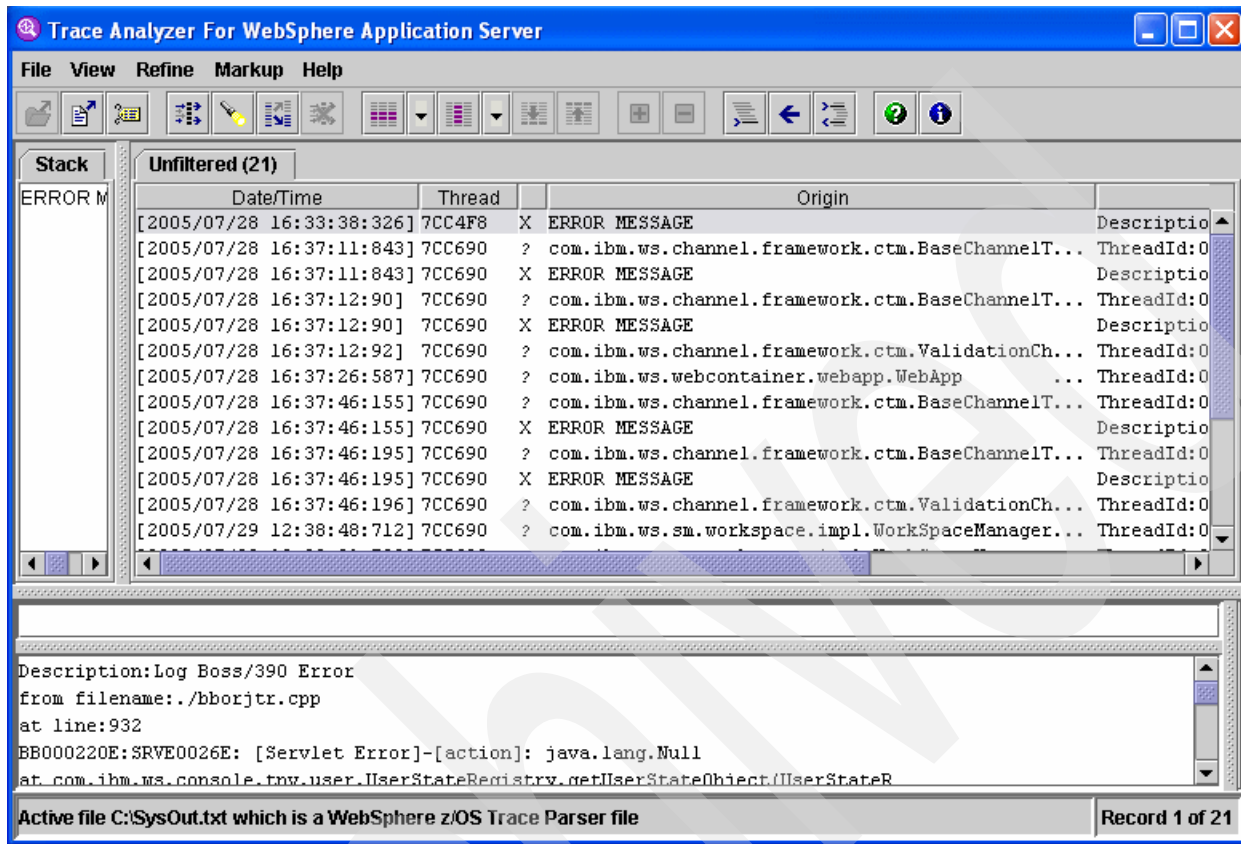 Trace Analyzer For WebSphere Application Server
File View Refine Markup Help
Stack Unfiltered (21)
Date/Time Thread Origin
ERROR M
[2005/07/28 16:33:38:326] 7CC4F8 X ERROR MESSAGE Descriptio
[2005/07/28 16:37:11:843] 7CC690 ? com.ibm.ws.channel.framework.ctm.BaseChannelT... ThreadId:0
[2005/07/28 16:37:11:843] 7CC690 X ERROR MESSAGE Descriptio
[2005/07/28 16:37:12:90] 7CC690 ? com.ibm.ws.channel.framework.ctm.BaseChannelT... ThreadId:0
[2005/07/28 16:37:12:90] 7CC690 X ERROR MESSAGE Descriptio
[2005/07/28 16:37:12:92] 7CC690 ? com.ibm.ws.channel.framework.ctm.ValidationCh... ThreadId:0
[2005/07/28 16:37:26:587] 7CC690 ? com.ibm.ws.webcontainer.webapp.WebApp ... ThreadId:0
[2005/07/28 16:37:46:155] 7CC690 ? com.ibm.ws.channel.framework.ctm.BaseChannelT... ThreadId:0
[2005/07/28 16:37:46:155] 7CC690 X ERROR MESSAGE Descriptio
[2005/07/28 16:37:46:195] 7CC690 ? com.ibm.ws.channel.framework.ctm.BaseChannelT... ThreadId:0
[2005/07/28 16:37:46:195] 7CC690 X ERROR MESSAGE Descriptio
[2005/07/28 16:37:46:196] 7CC690 ? com.ibm.ws.channel.framework.ctm.ValidationCh... ThreadId:0
[2005/07/29 12:38:48:712] 7CC690 ? com.ibm.ws.sm.workspace.impl.WorkSpaceManager... ThreadId:0
Description:Log Boss/390 Error
from filename:./bborjtr.cpp
at line:932
BBO00220E:SRVE0026E: [Servlet Error]-[action]: java.lang.Null
at com.ibm.ws.console.tpv.user.UserStateRegistry.getUserStateObject(UserStateR
Active file C:\SysOut.txt which is a WebSphere z/OS Trace Parser file Record 1 of 21